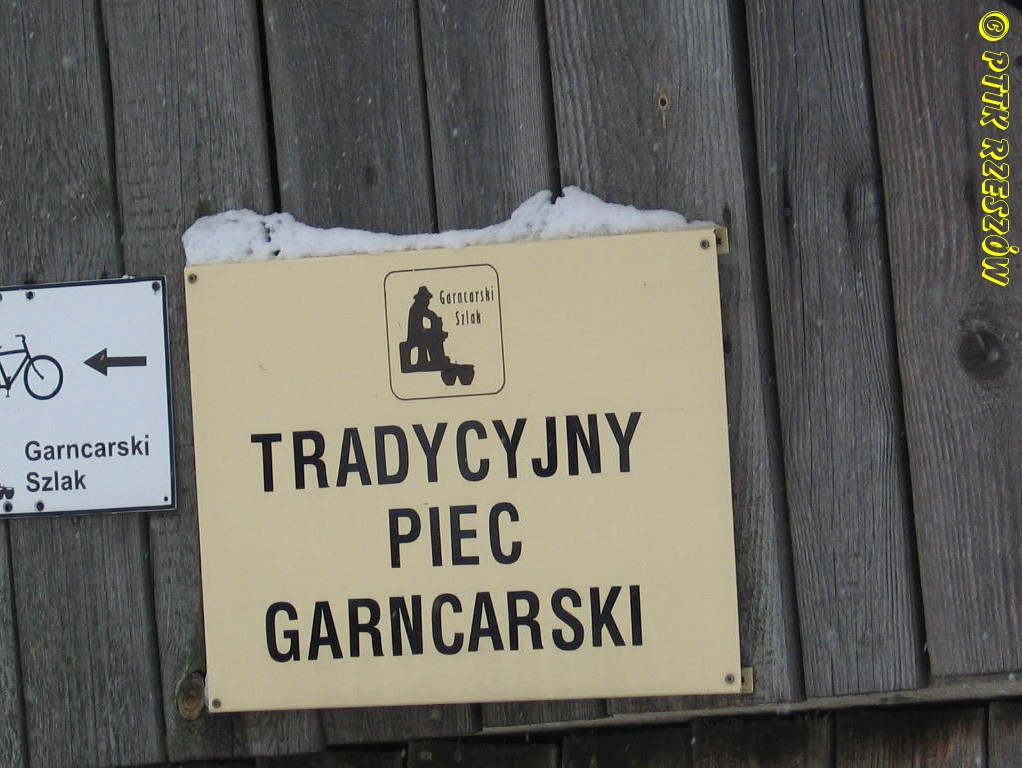 Garncarski
Szlak
TRADYCYJNY
PIEC
GARNCARSKI
Garncarski
Szlak
© PTTK RZESZÓW